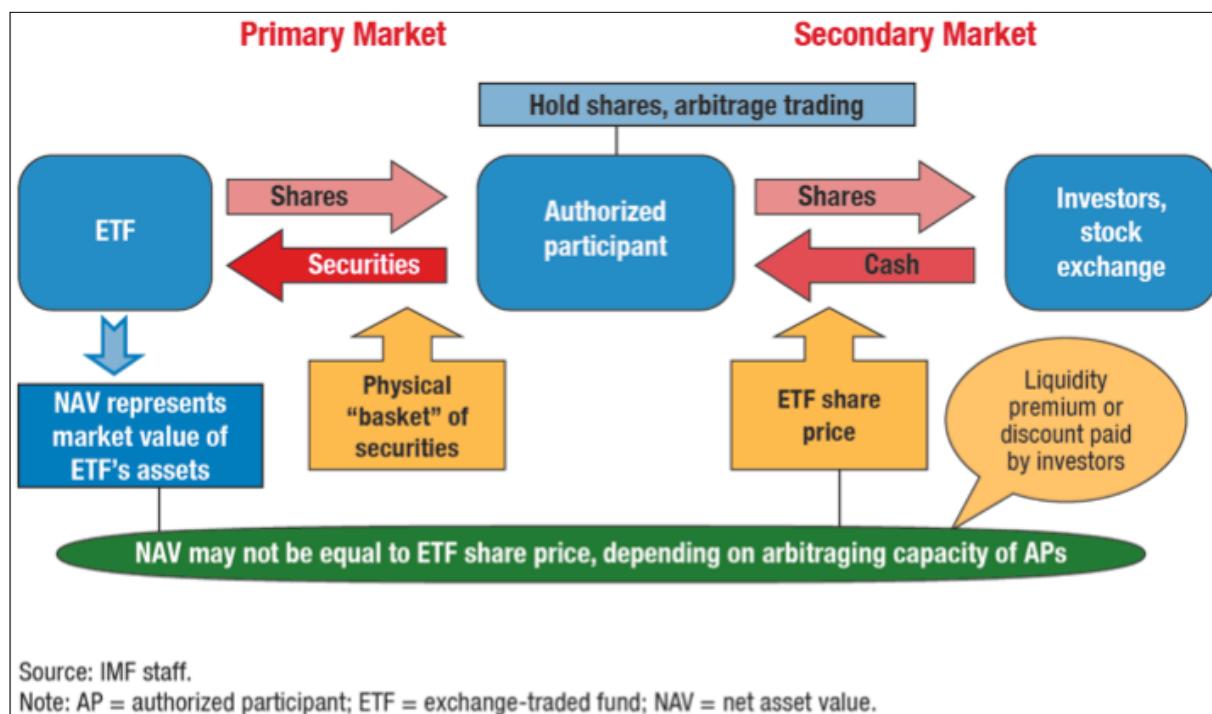 Primary Market
Secondary Market
Hold shares, arbitrage trading
ETF
Shares
Securities
Authorized
participant
Shares
Cash
Investors,
stock
exchange
NAV represents
market value of
ETF's assets
Physical
“basket” of
securities
ETF share
price
Liquidity
premium or
discount paid
by investors
NAV may not be equal to ETF share price, depending on arbitraging capacity of APs
Source: IMF staff.
Note: AP = authorized participant; ETF = exchange-traded fund; NAV = net asset value.